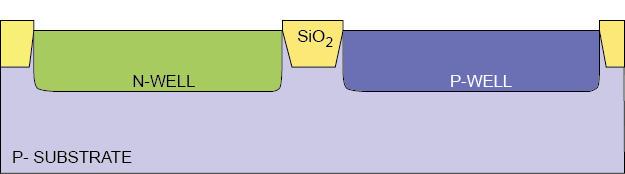 SiO₂
N-WELL
P-WELL
P- SUBSTRATE